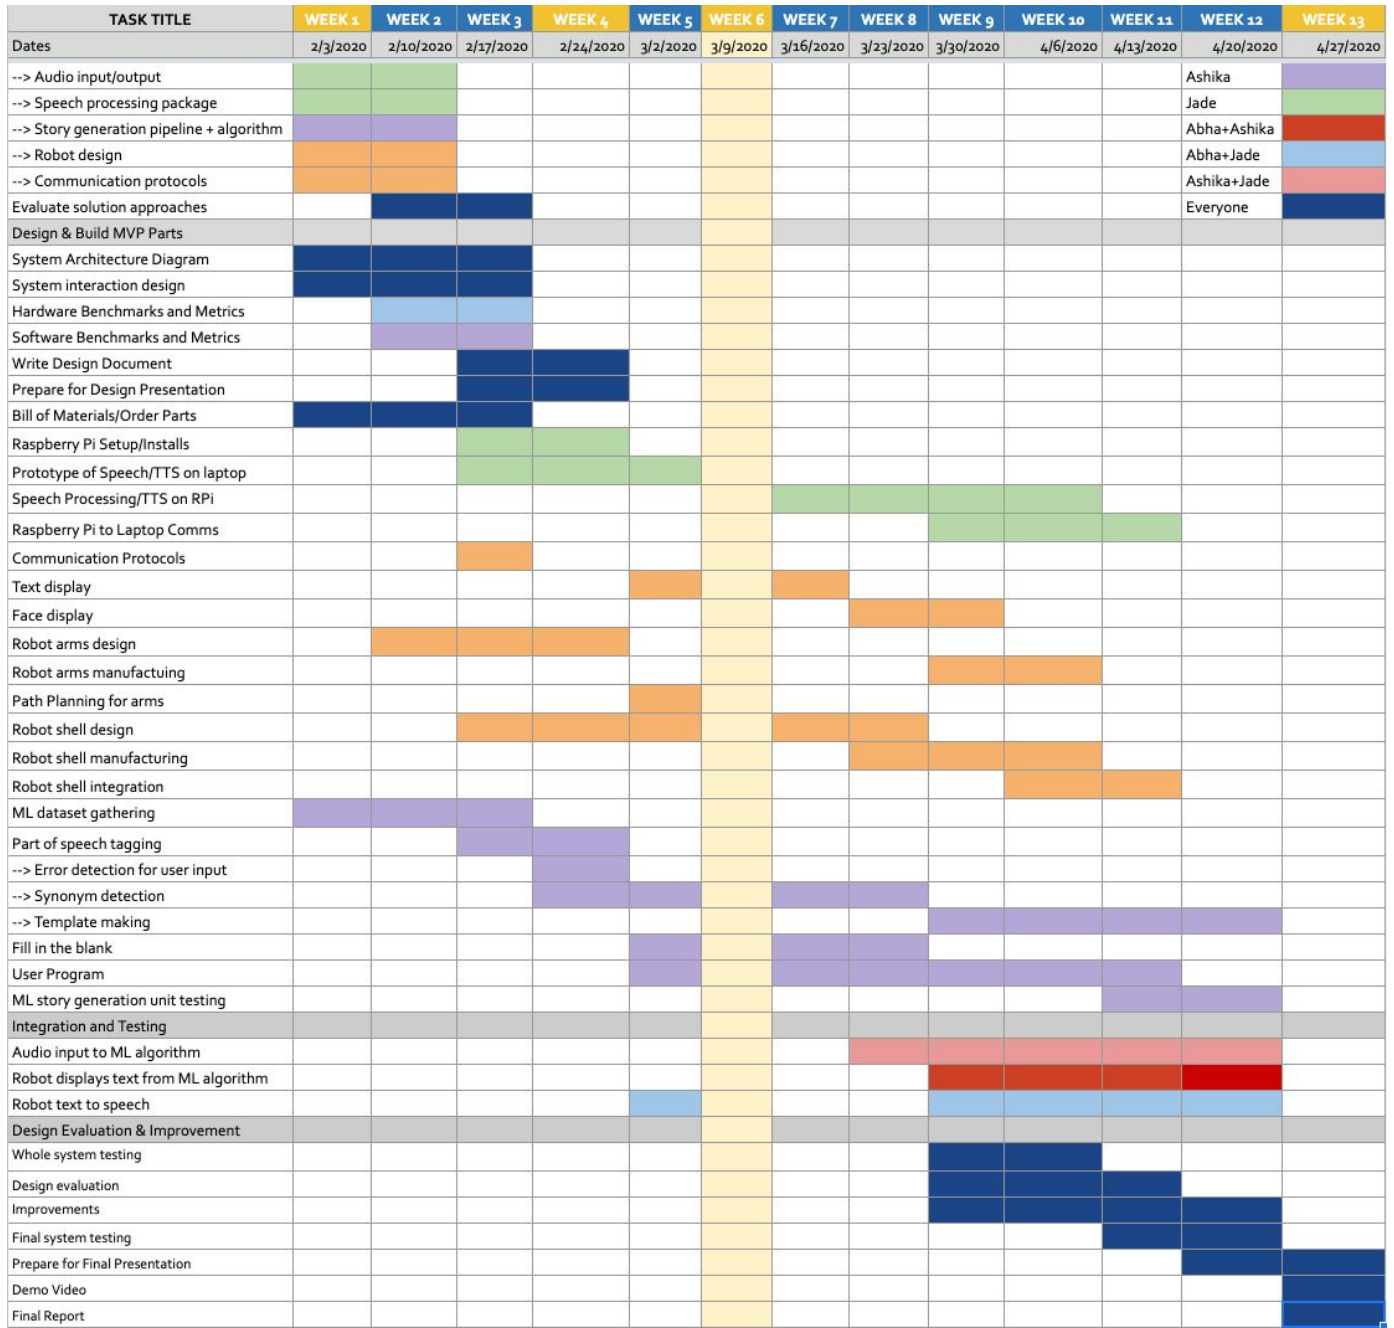 TASK TITLE WEEK 1 WEEK 2 WEEK 3 WEEK 4 WEEK 5 WEEK 6 WEEK 7 WEEK 8 WEEK 9 WEEK 10 WEEK 11 WEEK 12 WEEK 13
Dates 2/3/2020 2/10/2020 2/17/2020 2/24/2020 3/2/2020 3/9/2020 3/16/2020 3/23/2020 3/30/2020 4/6/2020 4/13/2020 4/20/2020 4/27/2020
--> Audio input/output Ashika
--> Speech processing package Jade
--> Story generation pipeline + algorithm Abha+Ashika
--> Robot design Abha+Jade
--> Communication protocols Ashika+Jade
Evaluate solution approaches Everyone
Design & Build MVP Parts
System Architecture Diagram
System interaction design
Hardware Benchmarks and Metrics
Software Benchmarks and Metrics
Write Design Document
Prepare for Design Presentation
Bill of Materials/Order Parts
Raspberry Pi Setup/Installs
Prototype of Speech/TTS on laptop
Speech Processing/TTS on RPi
Raspberry Pi to Laptop Comms
Communication Protocols
Text display
Face display
Robot arms design
Robot arms manufactuing
Path Planning for arms
Robot shell design
Robot shell manufacturing
Robot shell integration
ML dataset gathering
Part of speech tagging
--> Error detection for user input
--> Synonym detection
--> Template making
Fill in the blank
User Program
ML story generation unit testing
Integration and Testing
Audio input to ML algorithm
Robot displays text from ML algorithm
Robot text to speech
Design Evaluation & Improvement
Whole system testing
Design evaluation
Improvements
Final system testing
Prepare for Final Presentation
Demo Video
Final Report